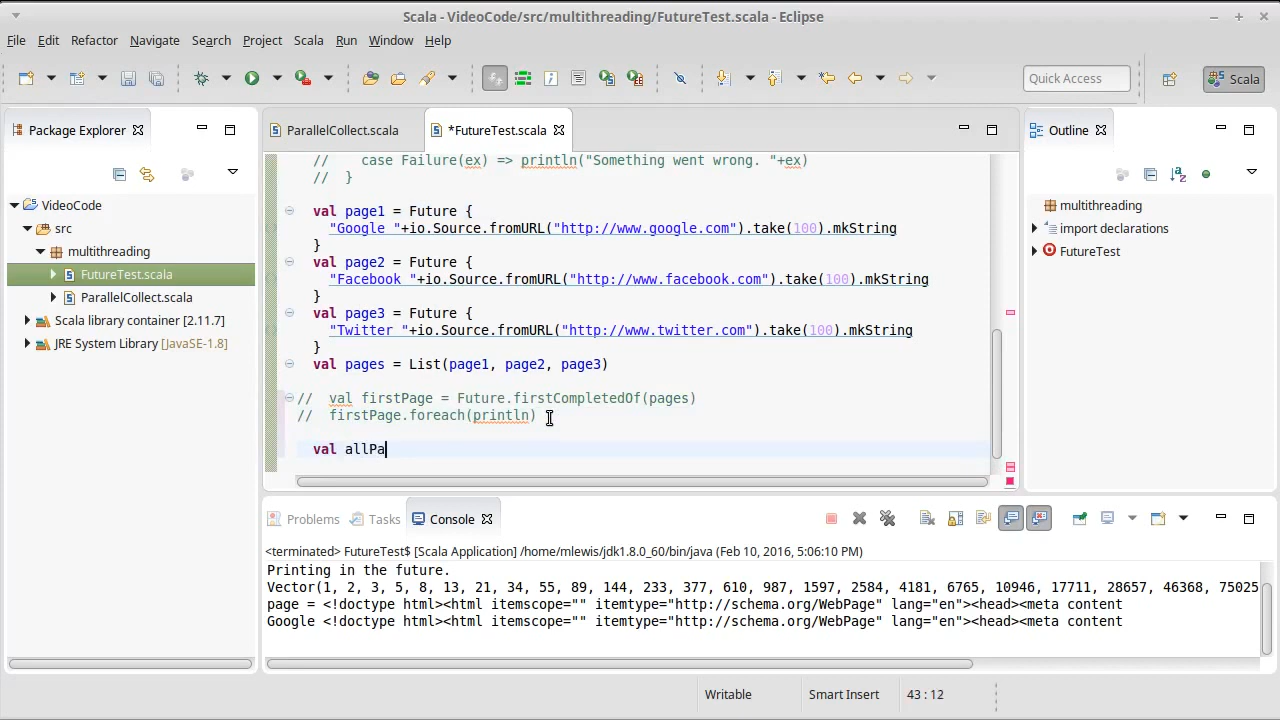 Scala - VideoCode/src/multithreading/FutureTest.scala - Eclipse
File Edit Refactor Navigate Search Project Scala Run Window Help
Quick Access
Scala
Package Explorer
VideoCode
src
multithreading
FutureTest.scala
ParallelCollect.scala
Scala library container [2.11.7]
JRE System Library [JavaSE-1.8]
ParallelCollect.scala
*FutureTest.scala
//    case Failure(ex) => println("Something went wrong. "+ex)
//  }
val page1 = Future {
"Google "+io.Source.fromURL("http://www.google.com").take(100).mkString
}
val page2 = Future {
"Facebook "+io.Source.fromURL("http://www.facebook.com").take(100).mkString
}
val page3 = Future {
"Twitter "+io.Source.fromURL("http://www.twitter.com").take(100).mkString
}
val pages = List(page1, page2, page3)
//  val firstPage = Future.firstCompletedOf(pages)
//  firstPage.foreach(println)
val allPa
Outline
multithreading
import declarations
FutureTest
Problems Tasks Console
<terminated> FutureTest$ [Scala Application] /home/mlewis/jdk1.8.0_60/bin/java (Feb 10, 2016, 5:06:10 PM)
Printing in the future.
Vector(1, 2, 3, 5, 8, 13, 21, 34, 55, 89, 144, 233, 377, 610, 987, 1597, 2584, 4181, 6765, 10946, 17711, 28657, 46368, 75025
page = <!doctype html><html itemscope="" itemtype="http://schema.org/WebPage" lang="en"><head><meta content
Google <!doctype html><html itemscope="" itemtype="http://schema.org/WebPage" lang="en"><head><meta content
Writable
Smart Insert
43 : 12